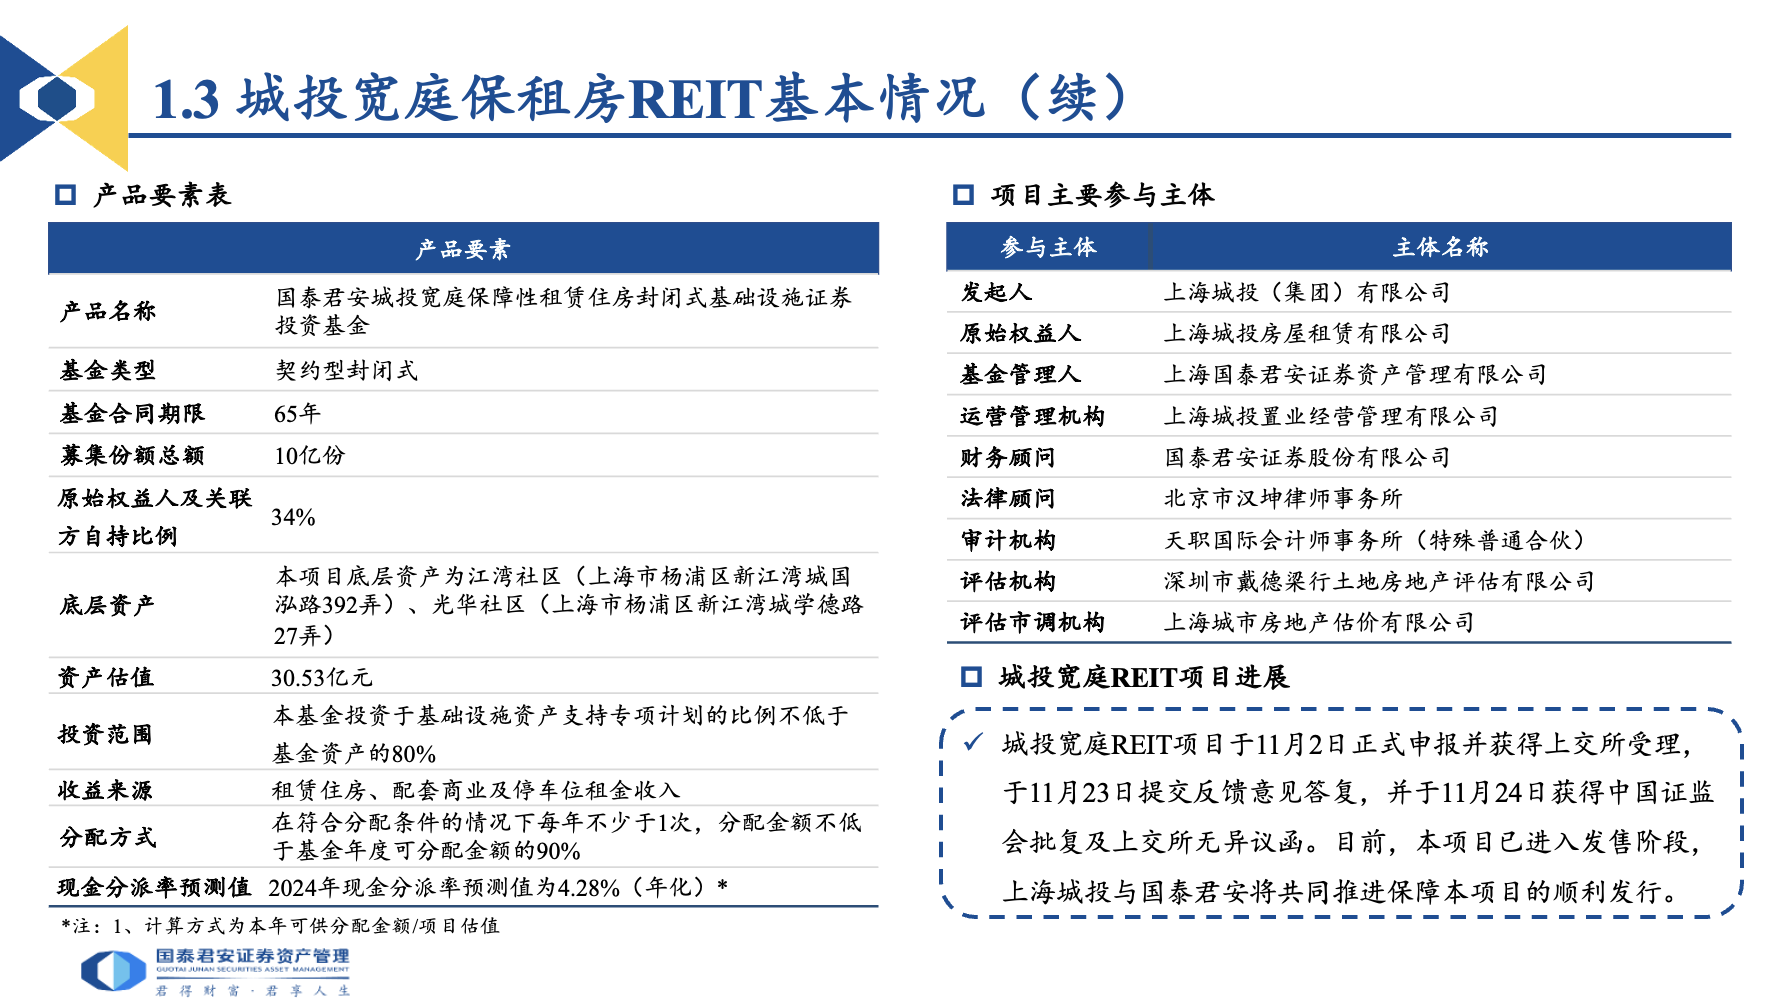 1.3 城投宽庭保租房REIT基本情况（续）
产品要素表
产品要素
产品名称
国泰君安城投宽庭保障性租赁住房封闭式基础设施证券
投资基金
基金类型
契约型封闭式
基金合同期限
65年
募集份额总额
10亿份
原始权益人及关联
方自持比例
34%
底层资产
本项目底层资产为江湾社区（上海市杨浦区新江湾城国
泓路392弄）、光华社区（上海市杨浦区新江湾城学德路
27弄）
资产估值
30.53亿元
投资范围
本基金投资于基础设施资产支持专项计划的比例不低于
基金资产的80%
收益来源
租赁住房、配套商业及停车位租金收入
分配方式
在符合分配条件的情况下每年不少于1次，分配金额不低
于基金年度可分配金额的90%
现金分派率预测值
2024年现金分派率预测值为4.28%（年化）*
*注：1、计算方式为本年可供分配金额/项目估值
项目主要参与主体
参与主体
主体名称
发起人
上海城投（集团）有限公司
原始权益人
上海城投房屋租赁有限公司
基金管理人
上海国泰君安证券资产管理有限公司
运营管理机构
上海城投置业经营管理有限公司
财务顾问
国泰君安证券股份有限公司
法律顾问
北京市汉坤律师事务所
审计机构
天职国际会计师事务所（特殊普通合伙）
评估机构
深圳市戴德梁行土地房地产评估有限公司
评估市调机构
上海城市房地产估价有限公司
城投宽庭REIT项目进展
城投宽庭REIT项目于11月2日正式申报并获得上交所受理，
于11月23日提交反馈意见答复，并于11月24日获得中国证监
会批复及上交所无异议函。目前，本项目已进入发售阶段，
上海城投与国泰君安将共同推进保障本项目的顺利发行。
国泰君安证券资产管理
GUOTAI JUNAN SECURITIES ASSET MANAGEMENT
君得财富·君享人生